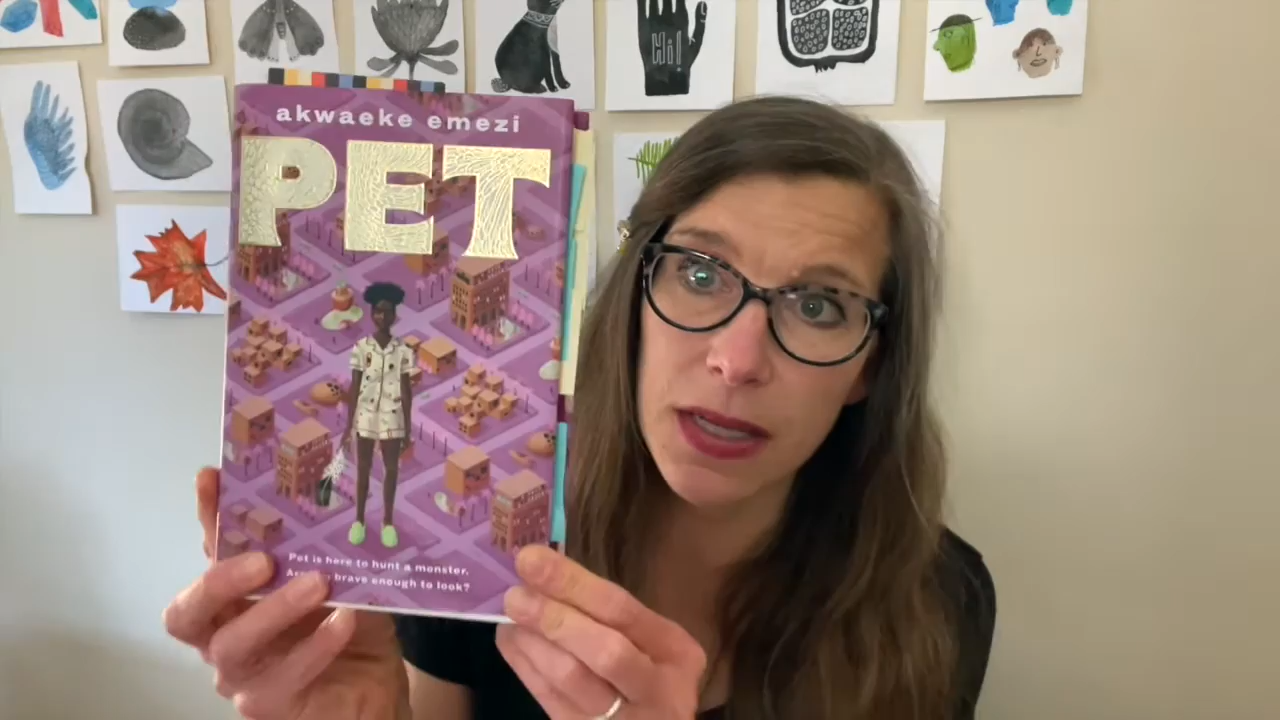 Hi!
akwaeke emezi
PET
Pet is here to hunt a monster.
brave enough to look?